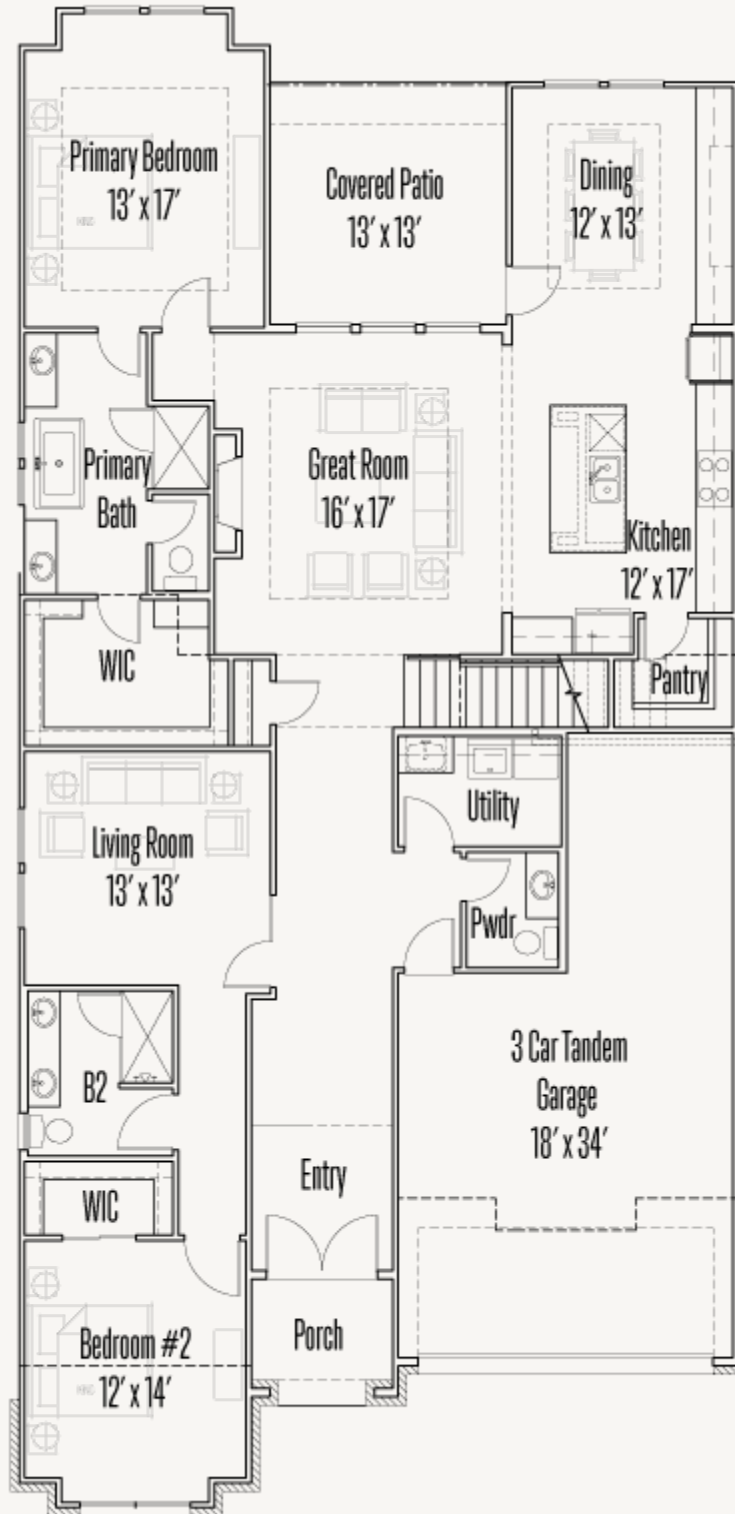 Primary Bedroom
13' x 17'
Covered Patio
13' x 13'
Dining
12' x 13'
Primary
Bath
Great Room
16' x 17'
Kitchen
12' x 17'
WIC
Pantry
Living Room
13' x 13'
Utility
Pwdr
B2
3 Car Tandem
Garage
18' x 34'
WIC
Entry
Bedroom #2
12' x 14'
Porch